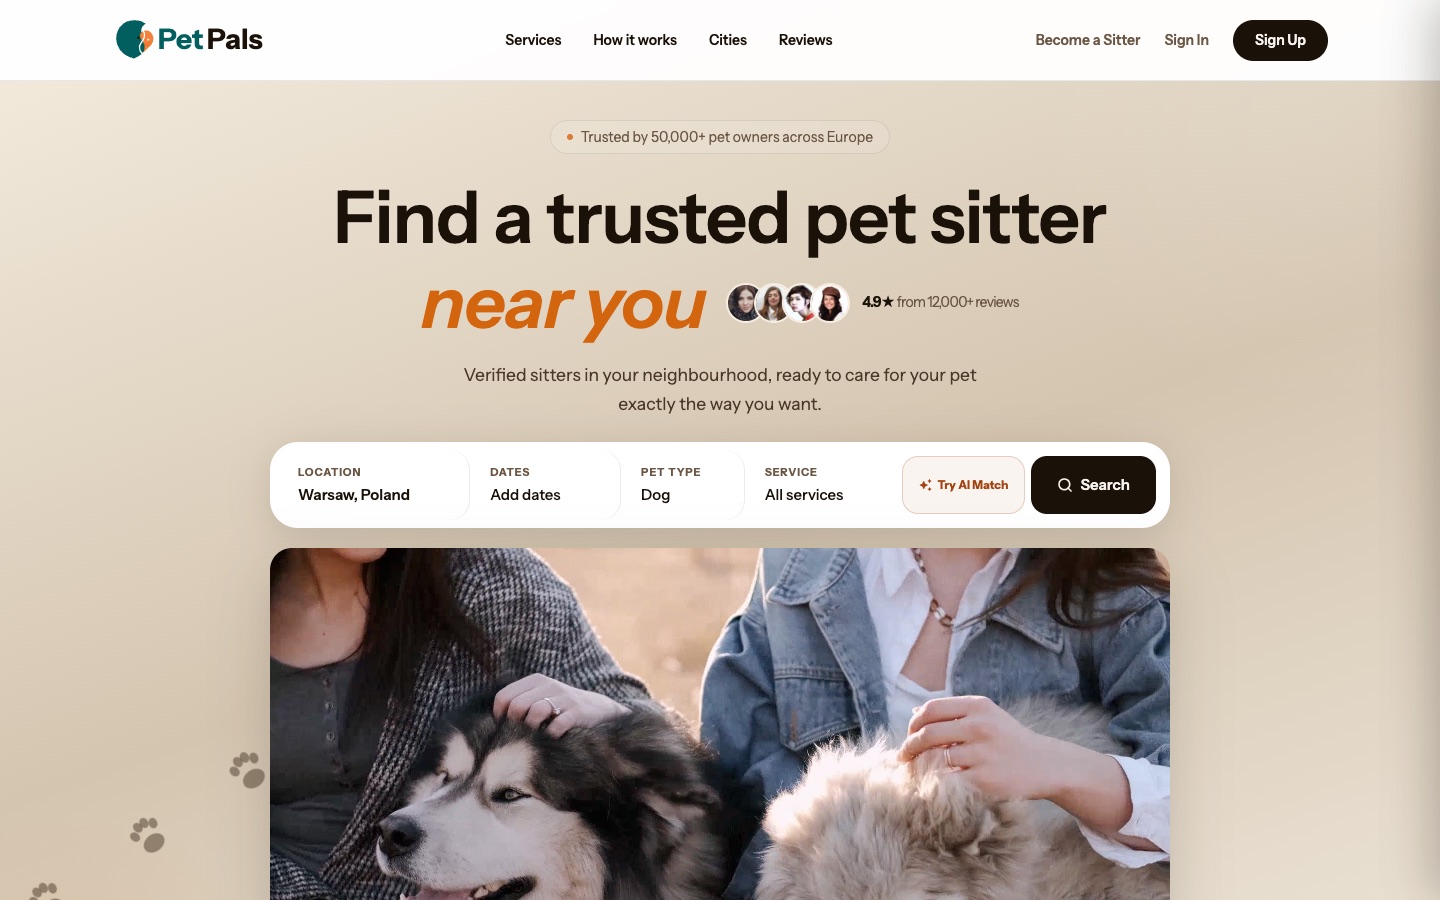 PetPals
Services
How it works
Cities
Reviews
Become a Sitter
Sign In
Sign Up
Trusted by 50,000+ pet owners across Europe
Find a trusted pet sitter
near you
4.9★ from 12,000+ reviews
Verified sitters in your neighbourhood, ready to care for your pet
exactly the way you want.
LOCATION
Warsaw, Poland
DATES
Add dates
PET TYPE
Dog
SERVICE
All services
Try AI Match
Search